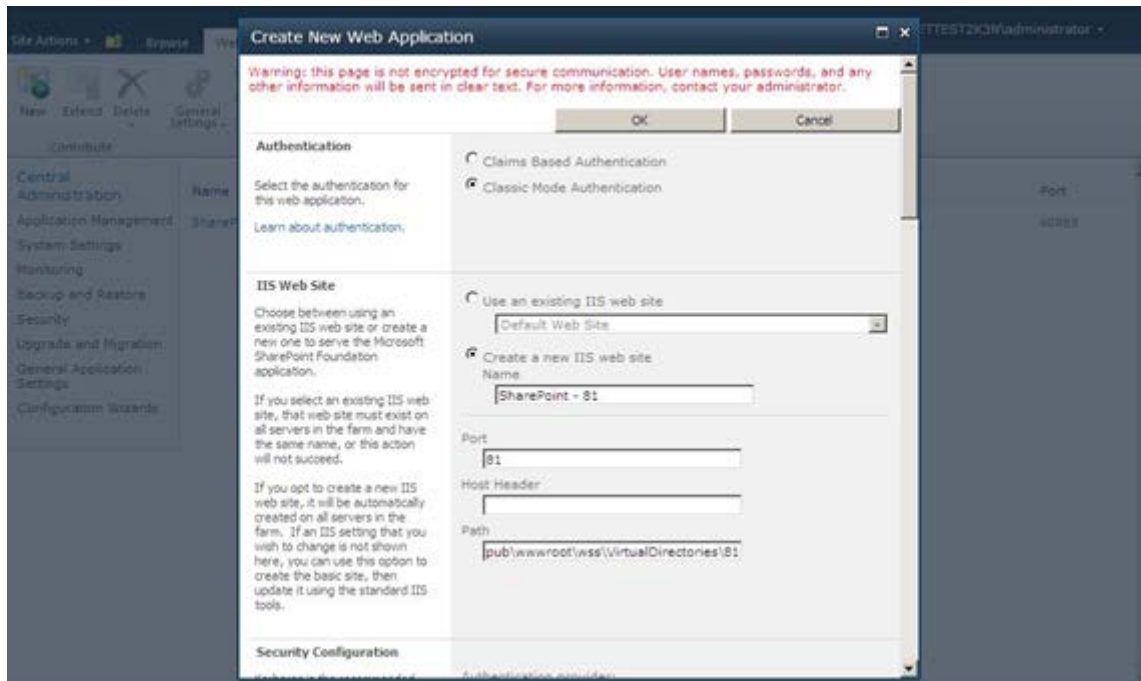 Site Actions
Browse
Create New Web Application
administrator
Warning: this page is not encrypted for secure communication. User names, passwords, and any
other information will be sent in clear text. For more information, contact your administrator.
New Extend Delete General
Settings
OK Cancel
Contribute
Authentication
Select the authentication for
this web application.
Learn about authentication.
Claims Based Authentication
Classic Mode Authentication
Central
Administration
Application Management
System Settings
Monitoring
Backup and Restore
Security
Upgrade and Migration
General Application
Settings
Configuration Wizards
Name
Port
IIS Web Site
Choose between using an
existing IIS web site or create a
new one to serve the Microsoft
SharePoint Foundation
application.
If you select an existing IIS web
site, that web site must exist on
all servers in the farm and have
the same name, or this action
will not succeed.
If you opt to create a new IIS
web site, it will be automatically
created on all servers in the
farm. If an IIS setting that you
wish to change is not shown
here, you can use this option to
create the basic site, then
update it using the standard IIS
tools.
Use an existing IIS web site
Default Web Site
Create a new IIS web site
Name
SharePoint - 81
Port
81
Host Header
Path
pub\wwwroot\wss\VirtualDirectories\81
Security Configuration
Authentication provider: